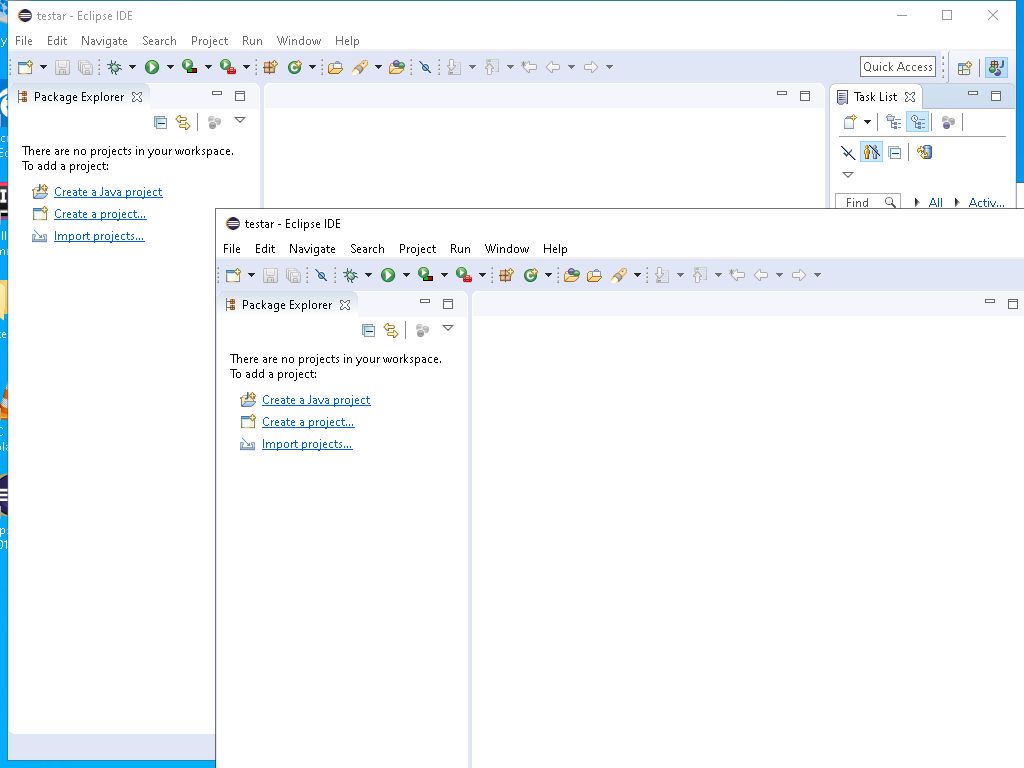 testar - Eclipse IDE
File Edit Navigate Search Project Run Window Help
Quick Access
Package Explorer
Task List
There are no projects in your workspace.
To add a project:
Create a Java project
Create a project...
Import projects...
Find All Activ...
testar - Eclipse IDE
File Edit Navigate Search Project Run Window Help
Package Explorer
There are no projects in your workspace.
To add a project:
Create a Java project
Create a project...
Import projects...